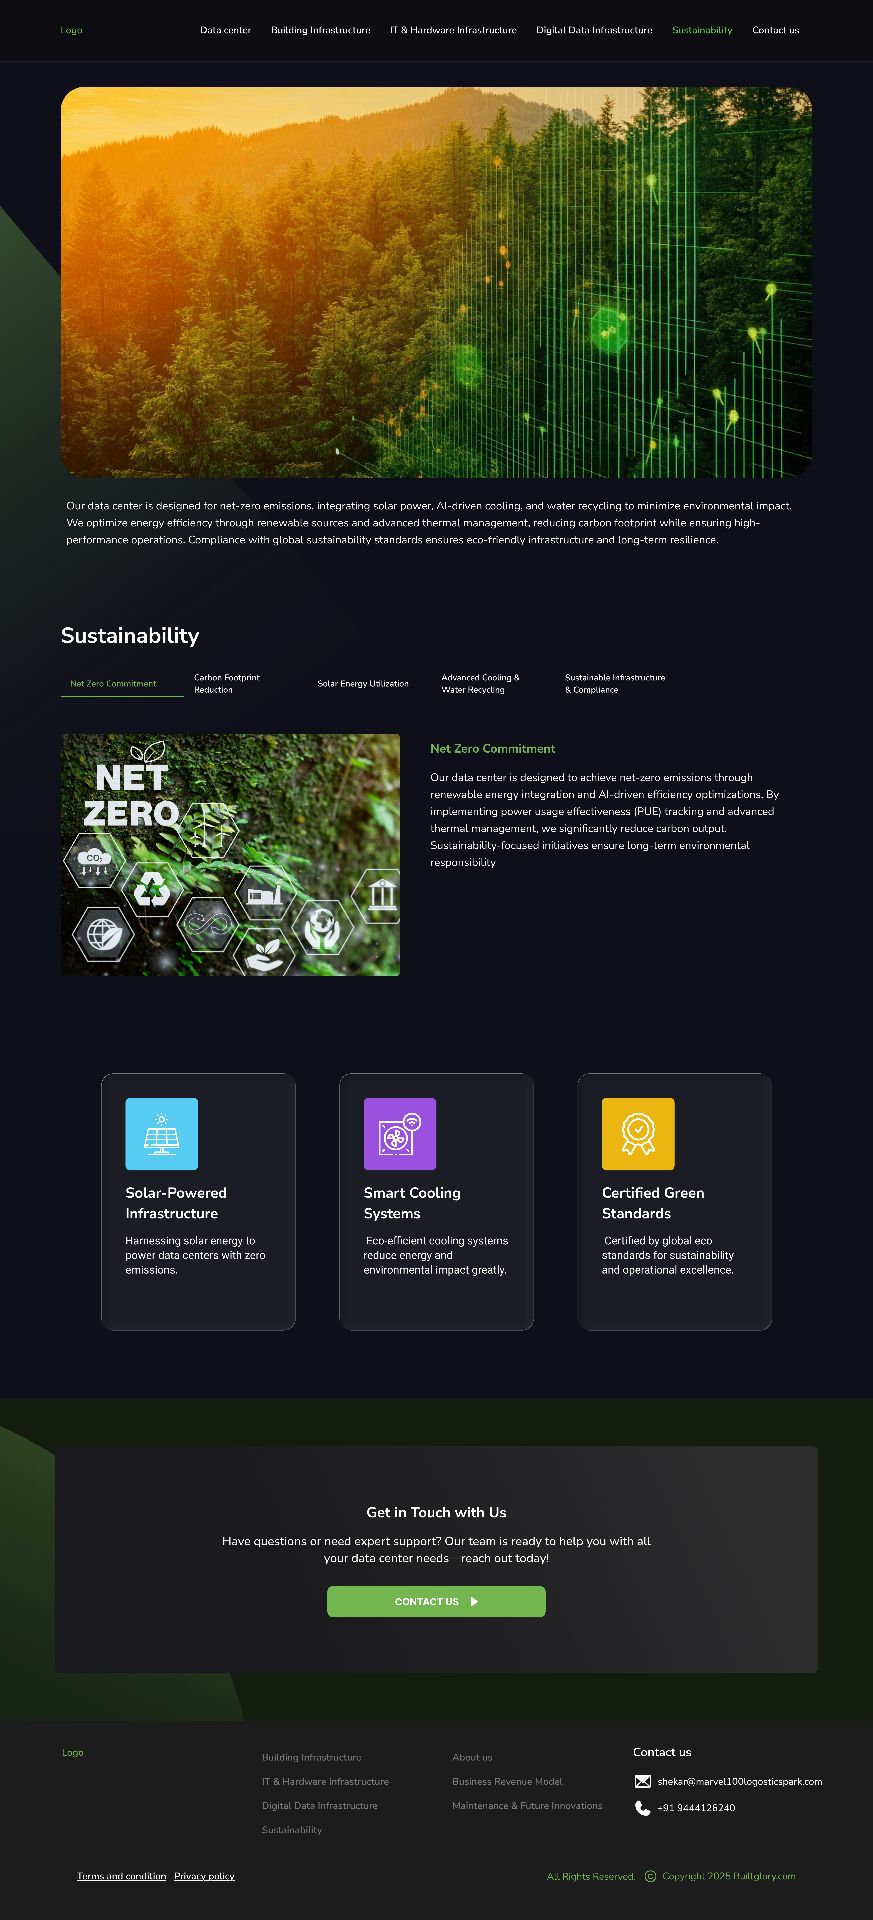 Logo
Data center
Building Infrastructure
IT & Hardware Infrastructure
Digital Data Infrastructure
Sustainability
Contact us
Our data center is designed for net-zero emissions, integrating solar power, AI-driven cooling, and water recycling to minimize environmental impact.
We optimize energy efficiency through renewable sources and advanced thermal management, reducing carbon footprint while ensuring high-
performance operations. Compliance with global sustainability standards ensures eco-friendly infrastructure and long-term resilience.
Sustainability
Net Zero Commitment
Carbon Footprint
Reduction
Solar Energy Utilization
Advanced Cooling &
Water Recycling
Sustainable Infrastructure
& Compliance
NET
ZERO
CO₂
Net Zero Commitment
Our data center is designed to achieve net-zero emissions through
renewable energy integration and AI-driven efficiency optimizations. By
implementing power usage effectiveness (PUE) tracking and advanced
thermal management, we significantly reduce carbon output.
Sustainability-focused initiatives ensure long-term environmental
responsibility
Solar-Powered
Infrastructure
Harnessing solar energy to
power data centers with zero
emissions.
Smart Cooling
Systems
Eco-efficient cooling systems
reduce energy and
environmental impact greatly.
Certified Green
Standards
Certified by global eco
standards for sustainability
and operational excellence.
Get in Touch with Us
Have questions or need expert support? Our team is ready to help you with all
your data center needs—reach out today!
CONTACT US
Logo
Building Infrastructure
IT & Hardware Infrastructure
Digital Data Infrastructure
Sustainability
About us
Business Revenue Model
Maintenance & Future Innovations
Contact us
shekar@marvel100logosticspark.com
+91 9444126240
Terms and condition
Privacy policy
All Rights Reserved.
© Copyright 2025 Builtglory.com